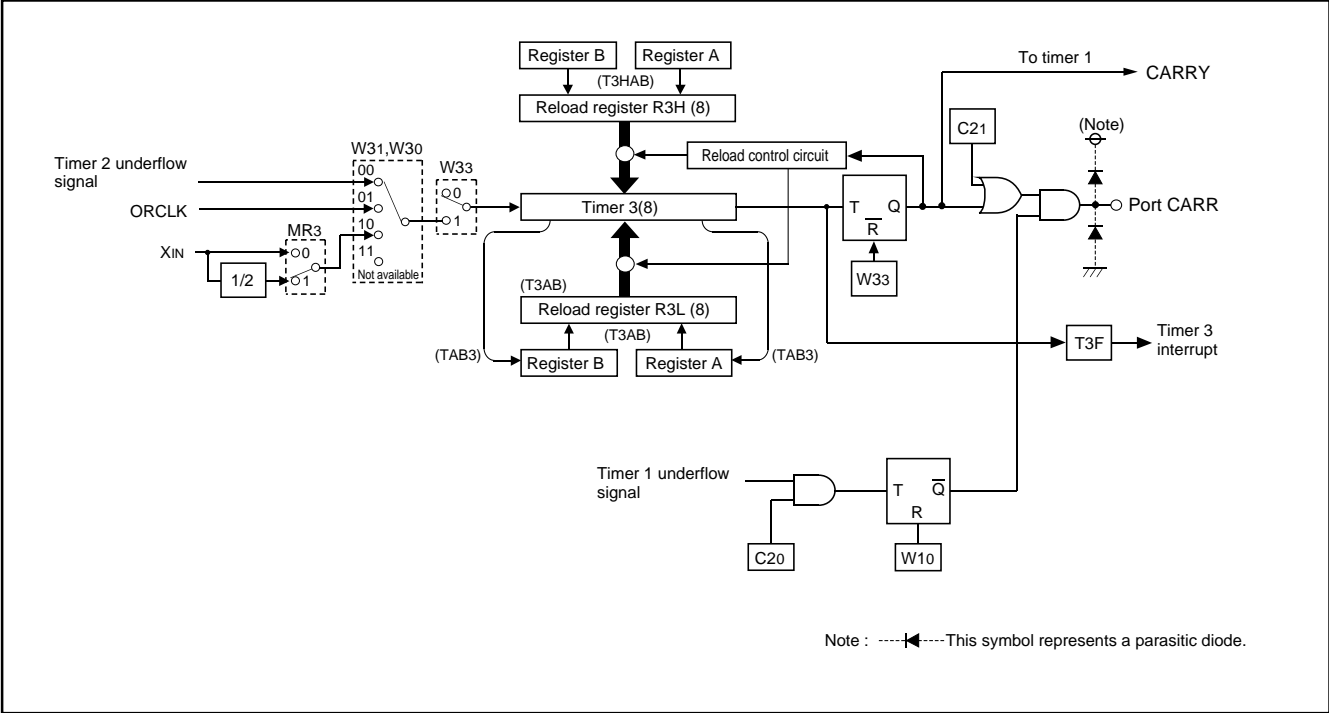 Register B
Register A
(T3HAB)
Reload register R3H (8)
To timer 1
CARRY
C21
(Note)
W31,W30
W33
Reload control circuit
Timer 2 underflow
signal
00
01
10
11
Not available
0
1
ORCLK
XIN
MR3
0
1
1/2
Timer 3(8)
T
Q
R
W33
Port CARR
(T3AB)
Reload register R3L (8)
(T3AB)
(TAB3)
Register B
Register A
(TAB3)
T3F
Timer 3
interrupt
Timer 1 underflow
signal
T
Q
R
C20
W10
Note :
This symbol represents a parasitic diode.